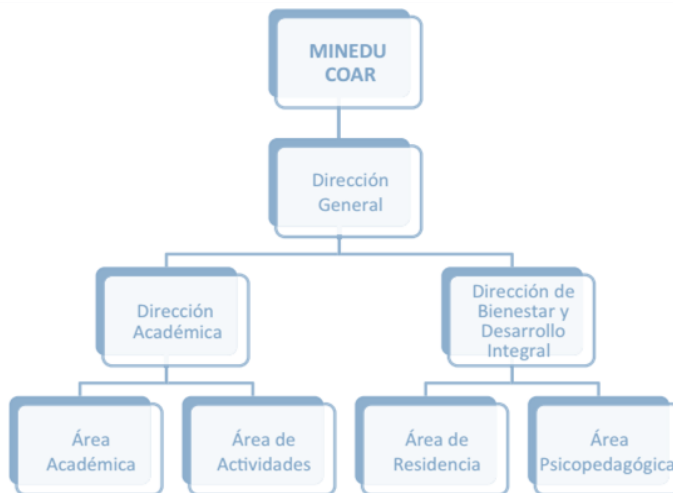 MINEDU
COAR
Dirección
General
Dirección
Académica
Dirección de
Bienestar y
Desarrollo
Integral
Área
Académica
Área de
Actividades
Área de
Residencia
Área
Psicopedagógica